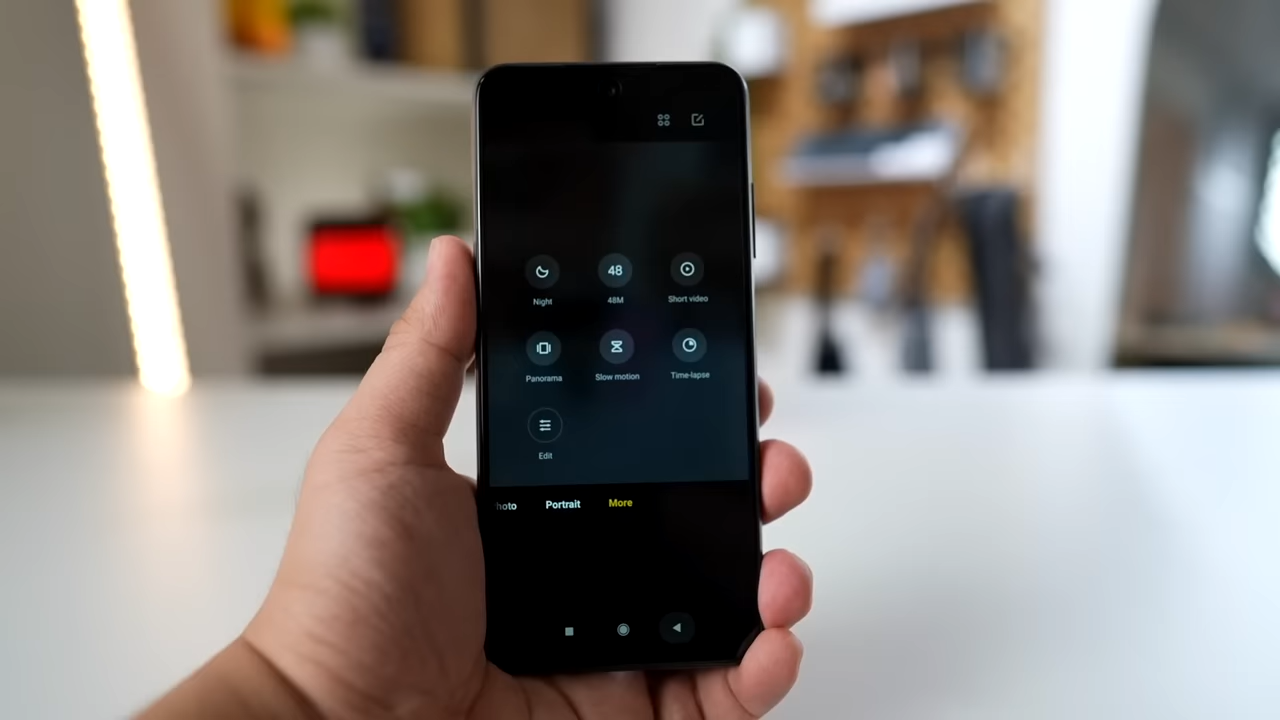 48
Night
48M
Short video
Panorama
Slow motion
Time-lapse
Edit
hoto
Portrait
More